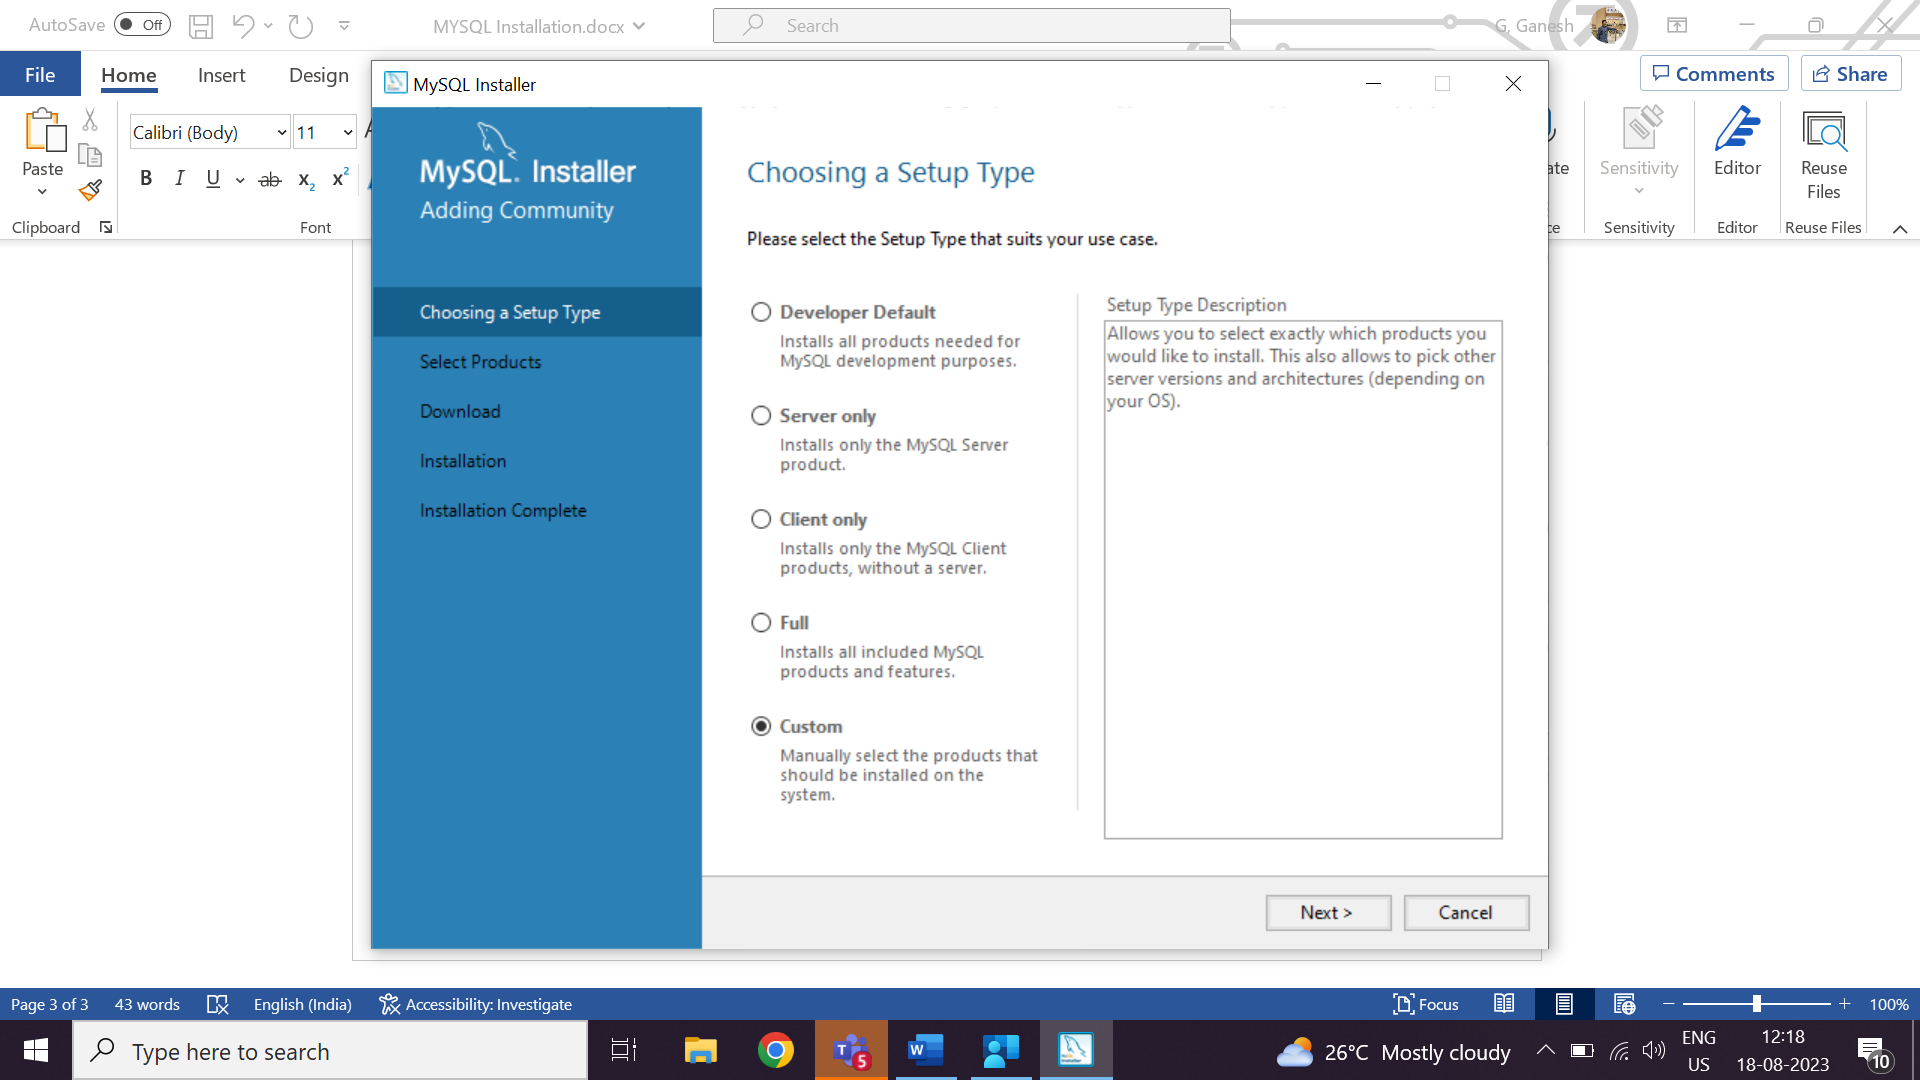 AutoSave Off MYSQL Installation.docx Search G, Ganesh
File Home Insert Design Comments Share
MySQL Installer
Paste
Clipboard
Calibri (Body) 11
B I U ab x2 x2
Font
Sensitivity
Sensitivity
Editor
Editor
Reuse
Files
Reuse Files
MySQL. Installer
Adding Community
Choosing a Setup Type
Select Products
Download
Installation
Installation Complete
Choosing a Setup Type
Please select the Setup Type that suits your use case.
Developer Default
Installs all products needed for
MySQL development purposes.
Server only
Installs only the MySQL Server
product.
Client only
Installs only the MySQL Client
products, without a server.
Full
Installs all included MySQL
products and features.
Custom
Manually select the products that
should be installed on the
system.
Setup Type Description
Allows you to select exactly which products you
would like to install. This also allows to pick other
server versions and architectures (depending on
your OS).
Next > Cancel
Page 3 of 3 43 words English (India) Accessibility: Investigate Focus 100%
Type here to search
26°C Mostly cloudy
ENG
US
12:18
18-08-2023
10
5